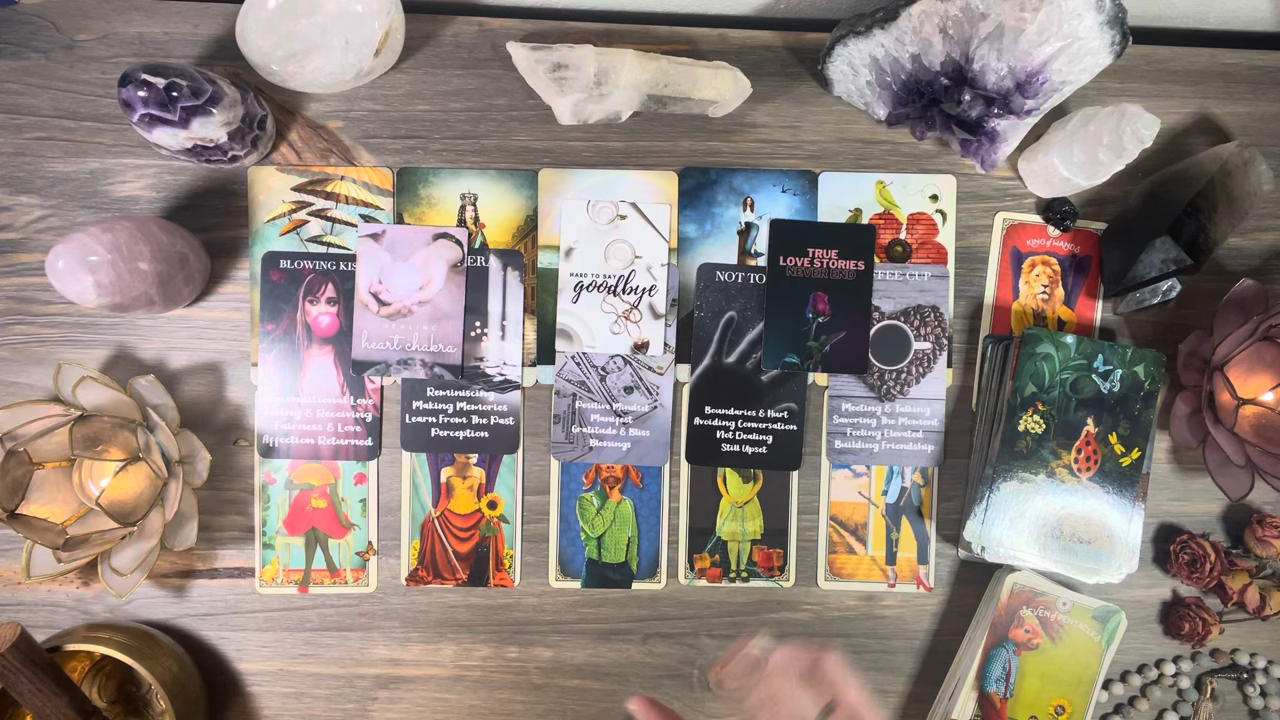 BLOWING KIS
HEALING
heart chakra
Unconditional Love
Giving & Receiving
Fairness & Love
Affection Returned
ERA
Reminiscing
Making Memories
Learn From The Past
Perception
HARD TO SAY
goodbye
Positive Mindset
Manifest
Gratitude & Bliss
Blessings
NOT TO
Boundaries & Hurt
Avoiding Conversation
Not Dealing
Still Upset
TRUE
LOVE STORIES
NEVER END
FEE CUP
Meeting & Talking
Savoring The Moment
Feeling Elevated
Building Friendship
KING of WANDS
SEVEN of PENTACLES